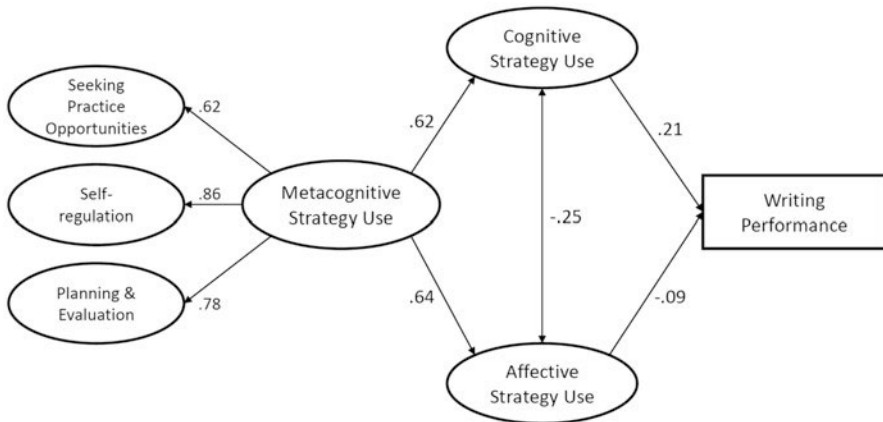 Cognitive
Strategy Use
Seeking
Practice
Opportunities
.62
.62
.21
Self-
regulation
.86
Metacognitive
Strategy Use
-.25
Writing
Performance
Planning &
Evaluation
.78
.64
-.09
Affective
Strategy Use